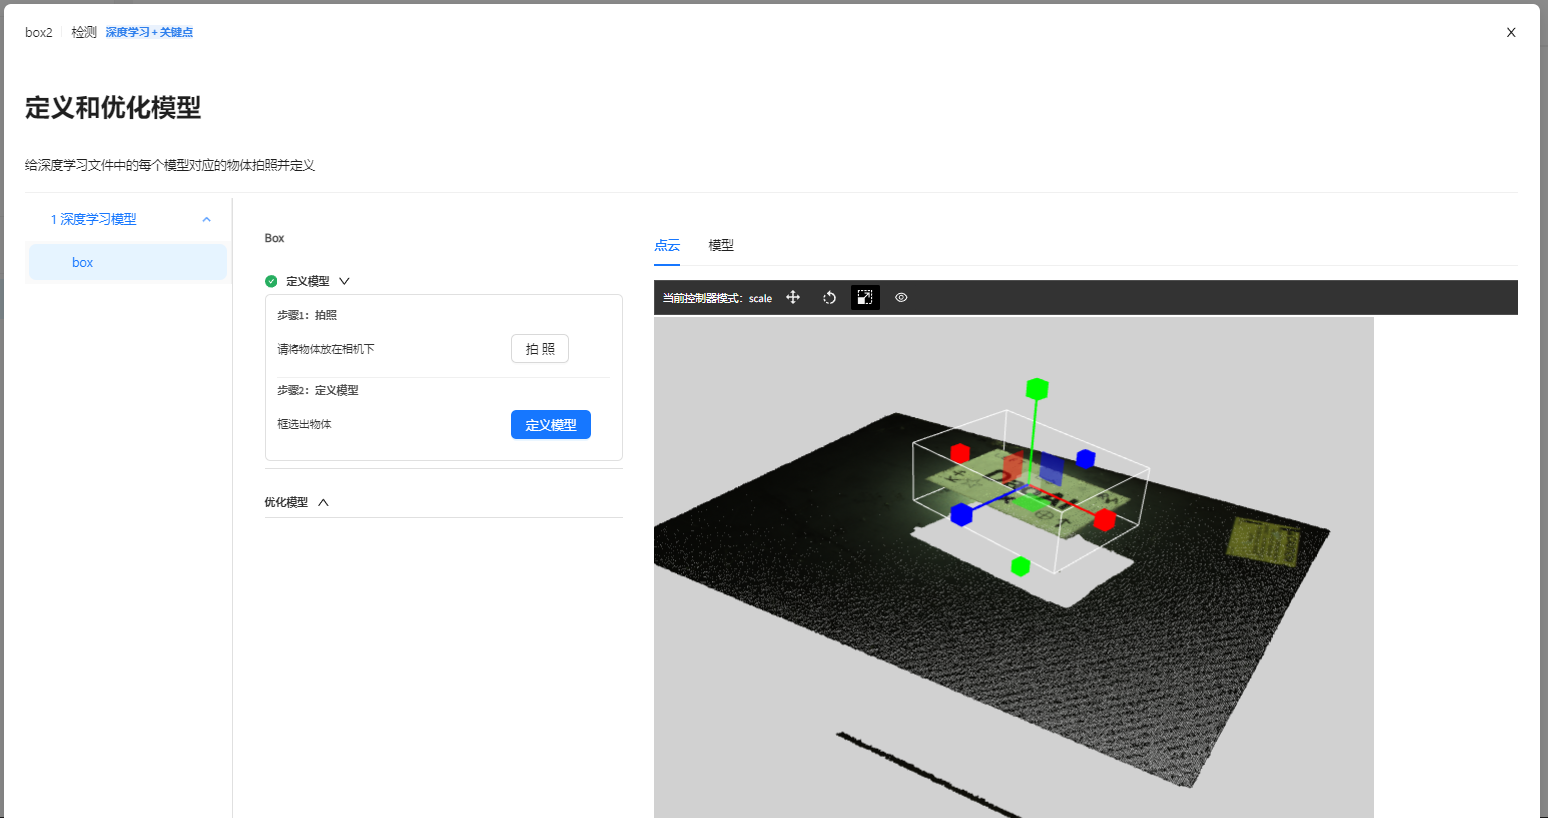 box2 检测 深度学习+关键点
X
定义和优化模型
给深度学习文件中的每个模型对应的物体拍照并定义
1 深度学习模型
box
Box
定义模型
步骤1：拍照
请将物体放在相机下
拍 照
步骤2：定义模型
框选出物体
定义模型
优化模型
点云 模型
当前控制器模式：scale